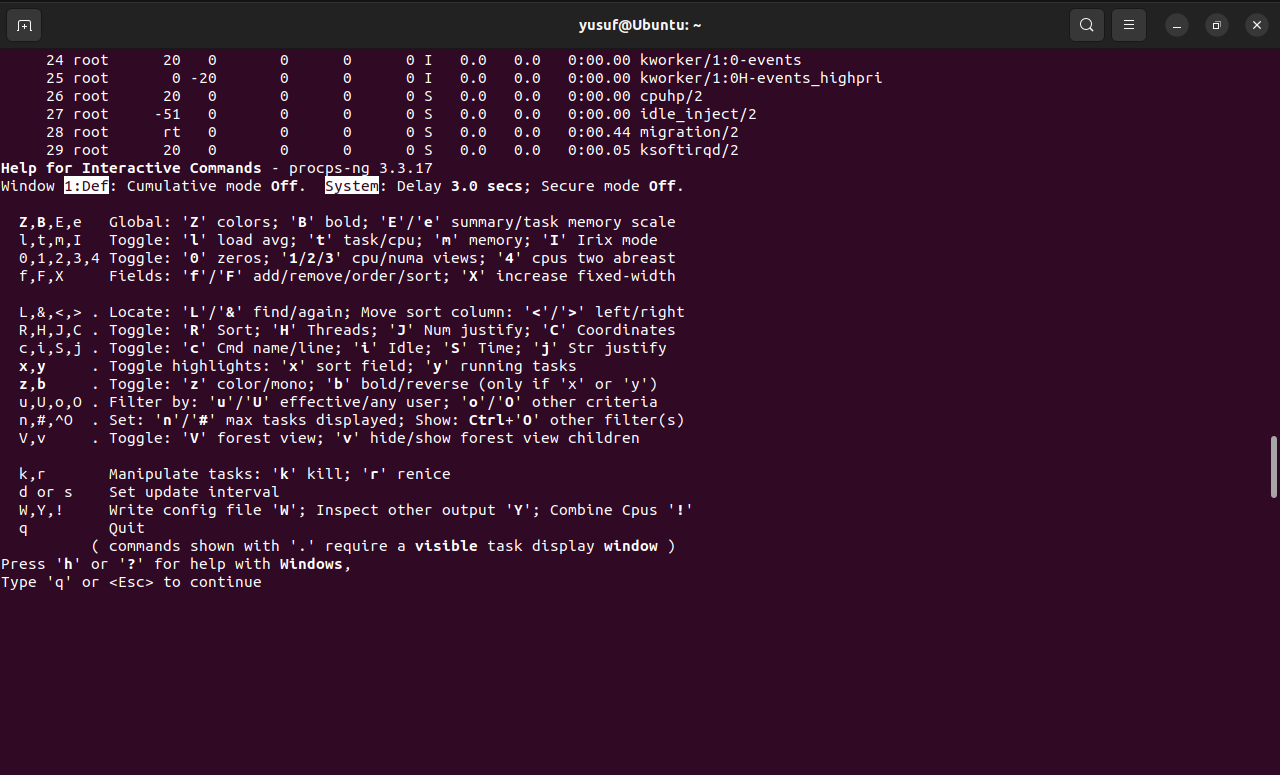 yusuf@Ubuntu: ~
24 root 20 0 0 0 0 I 0.0 0.0 0:00.00 kworker/1:0-events
25 root 0 -20 0 0 0 I 0.0 0.0 0:00.00 kworker/1:0H-events_highpri
26 root 20 0 0 0 0 S 0.0 0.0 0:00.00 cpuhp/2
27 root -51 0 0 0 0 S 0.0 0.0 0:00.00 idle_inject/2
28 root rt 0 0 0 0 S 0.0 0.0 0:00.44 migration/2
29 root 20 0 0 0 0 S 0.0 0.0 0:00.05 ksoftirqd/2
Help for Interactive Commands - procps-ng 3.3.17
Window 1:Def: Cumulative mode Off.  System: Delay 3.0 secs; Secure mode Off.
Z,B,E,e   Global: 'Z' colors; 'B' bold; 'E'/'e' summary/task memory scale
l,t,m,I   Toggle: 'l' load avg; 't' task/cpu; 'm' memory; 'I' Irix mode
0,1,2,3,4 Toggle: '0' zeros; '1/2/3' cpu/numa views; '4' cpus two abreast
f,F,X     Fields: 'f'/'F' add/remove/order/sort; 'X' increase fixed-width
L,&,<,> . Locate: 'L'/'&' find/again; Move sort column: '<'/'>' left/right
R,H,J,C . Toggle: 'R' Sort; 'H' Threads; 'J' Num justify; 'C' Coordinates
c,i,S,j . Toggle: 'c' Cmd name/line; 'i' Idle; 'S' Time; 'j' Str justify
x,y     . Toggle highlights: 'x' sort field; 'y' running tasks
z,b     . Toggle: 'z' color/mono; 'b' bold/reverse (only if 'x' or 'y')
u,U,o,O . Filter by: 'u'/'U' effective/any user; 'o'/'O' other criteria
n,#,^O  . Set: 'n'/'#' max tasks displayed; Show: Ctrl+'O' other filter(s)
V,v     . Toggle: 'V' forest view; 'v' hide/show forest view children
k,r       Manipulate tasks: 'k' kill; 'r' renice
d or s    Set update interval
W,Y,!     Write config file 'W'; Inspect other output 'Y'; Combine Cpus '!'
q         Quit
( commands shown with '.' require a visible task display window )
Press 'h' or '?' for help with Windows,
Type 'q' or <Esc> to continue